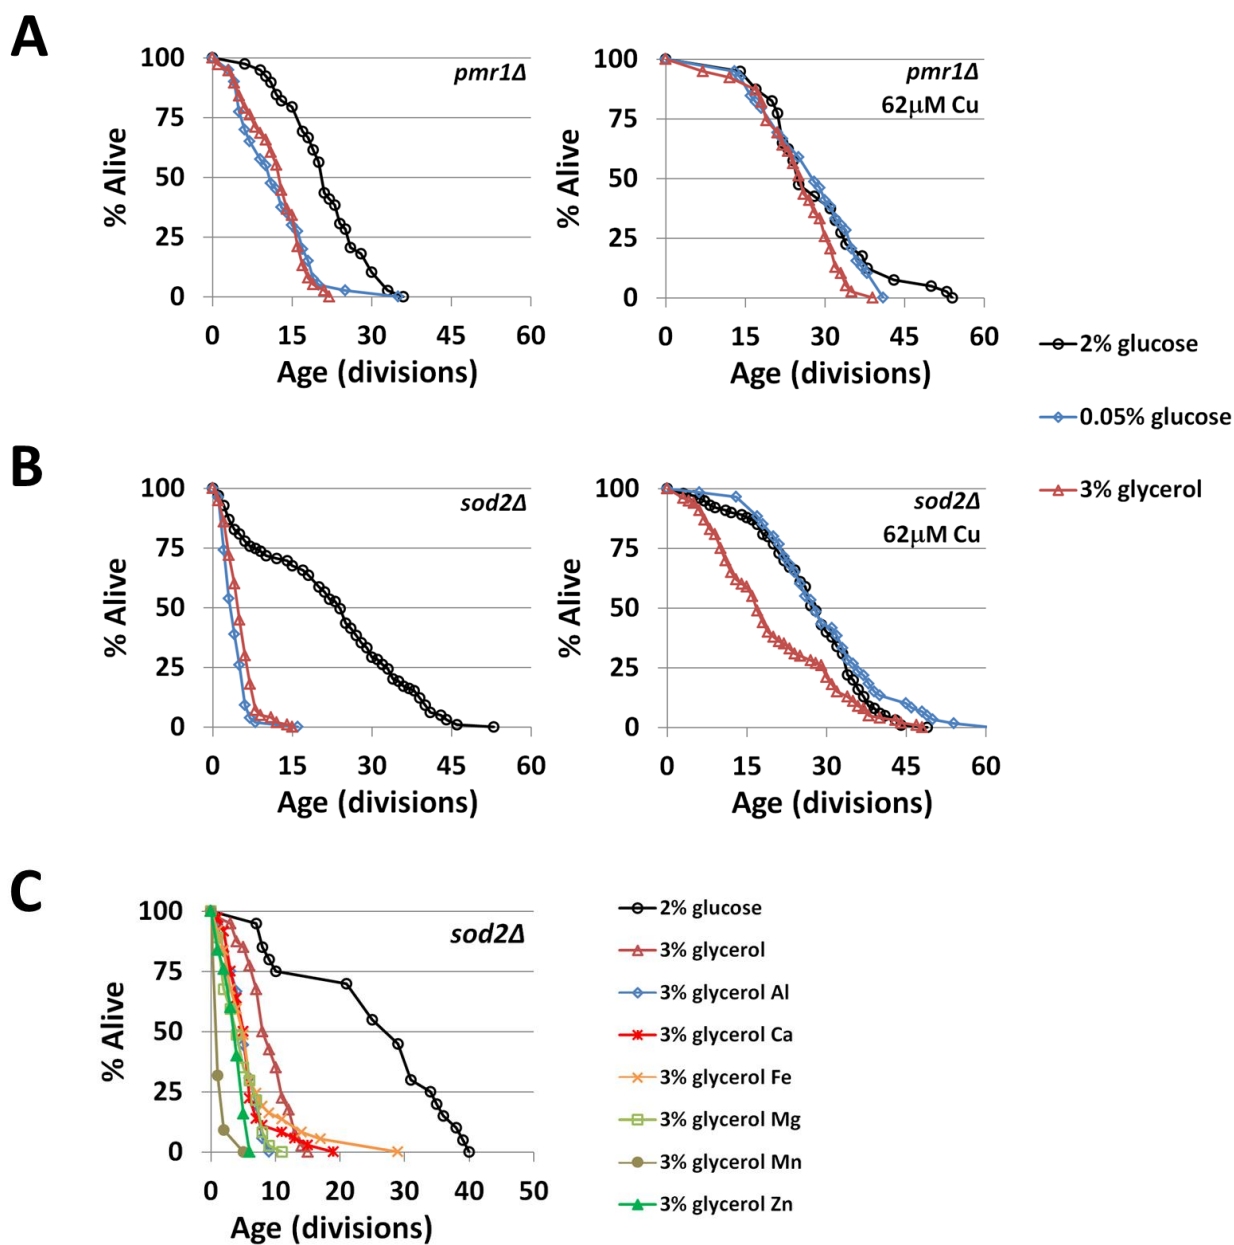 A
100
75
50
25
0
% Alive
pmr1Δ
0 15 30 45 60
Age (divisions)
100
75
50
25
0
% Alive
pmr1Δ
62µM Cu
0 15 30 45 60
Age (divisions)
2% glucose
0.05% glucose
3% glycerol
B
100
75
50
25
0
% Alive
sod2Δ
0 15 30 45 60
Age (divisions)
100
75
50
25
0
% Alive
sod2Δ
62µM Cu
0 15 30 45 60
Age (divisions)
C
100
75
50
25
0
% Alive
sod2Δ
0 10 20 30 40 50
Age (divisions)
2% glucose
3% glycerol
3% glycerol Al
3% glycerol Ca
3% glycerol Fe
3% glycerol Mg
3% glycerol Mn
3% glycerol Zn